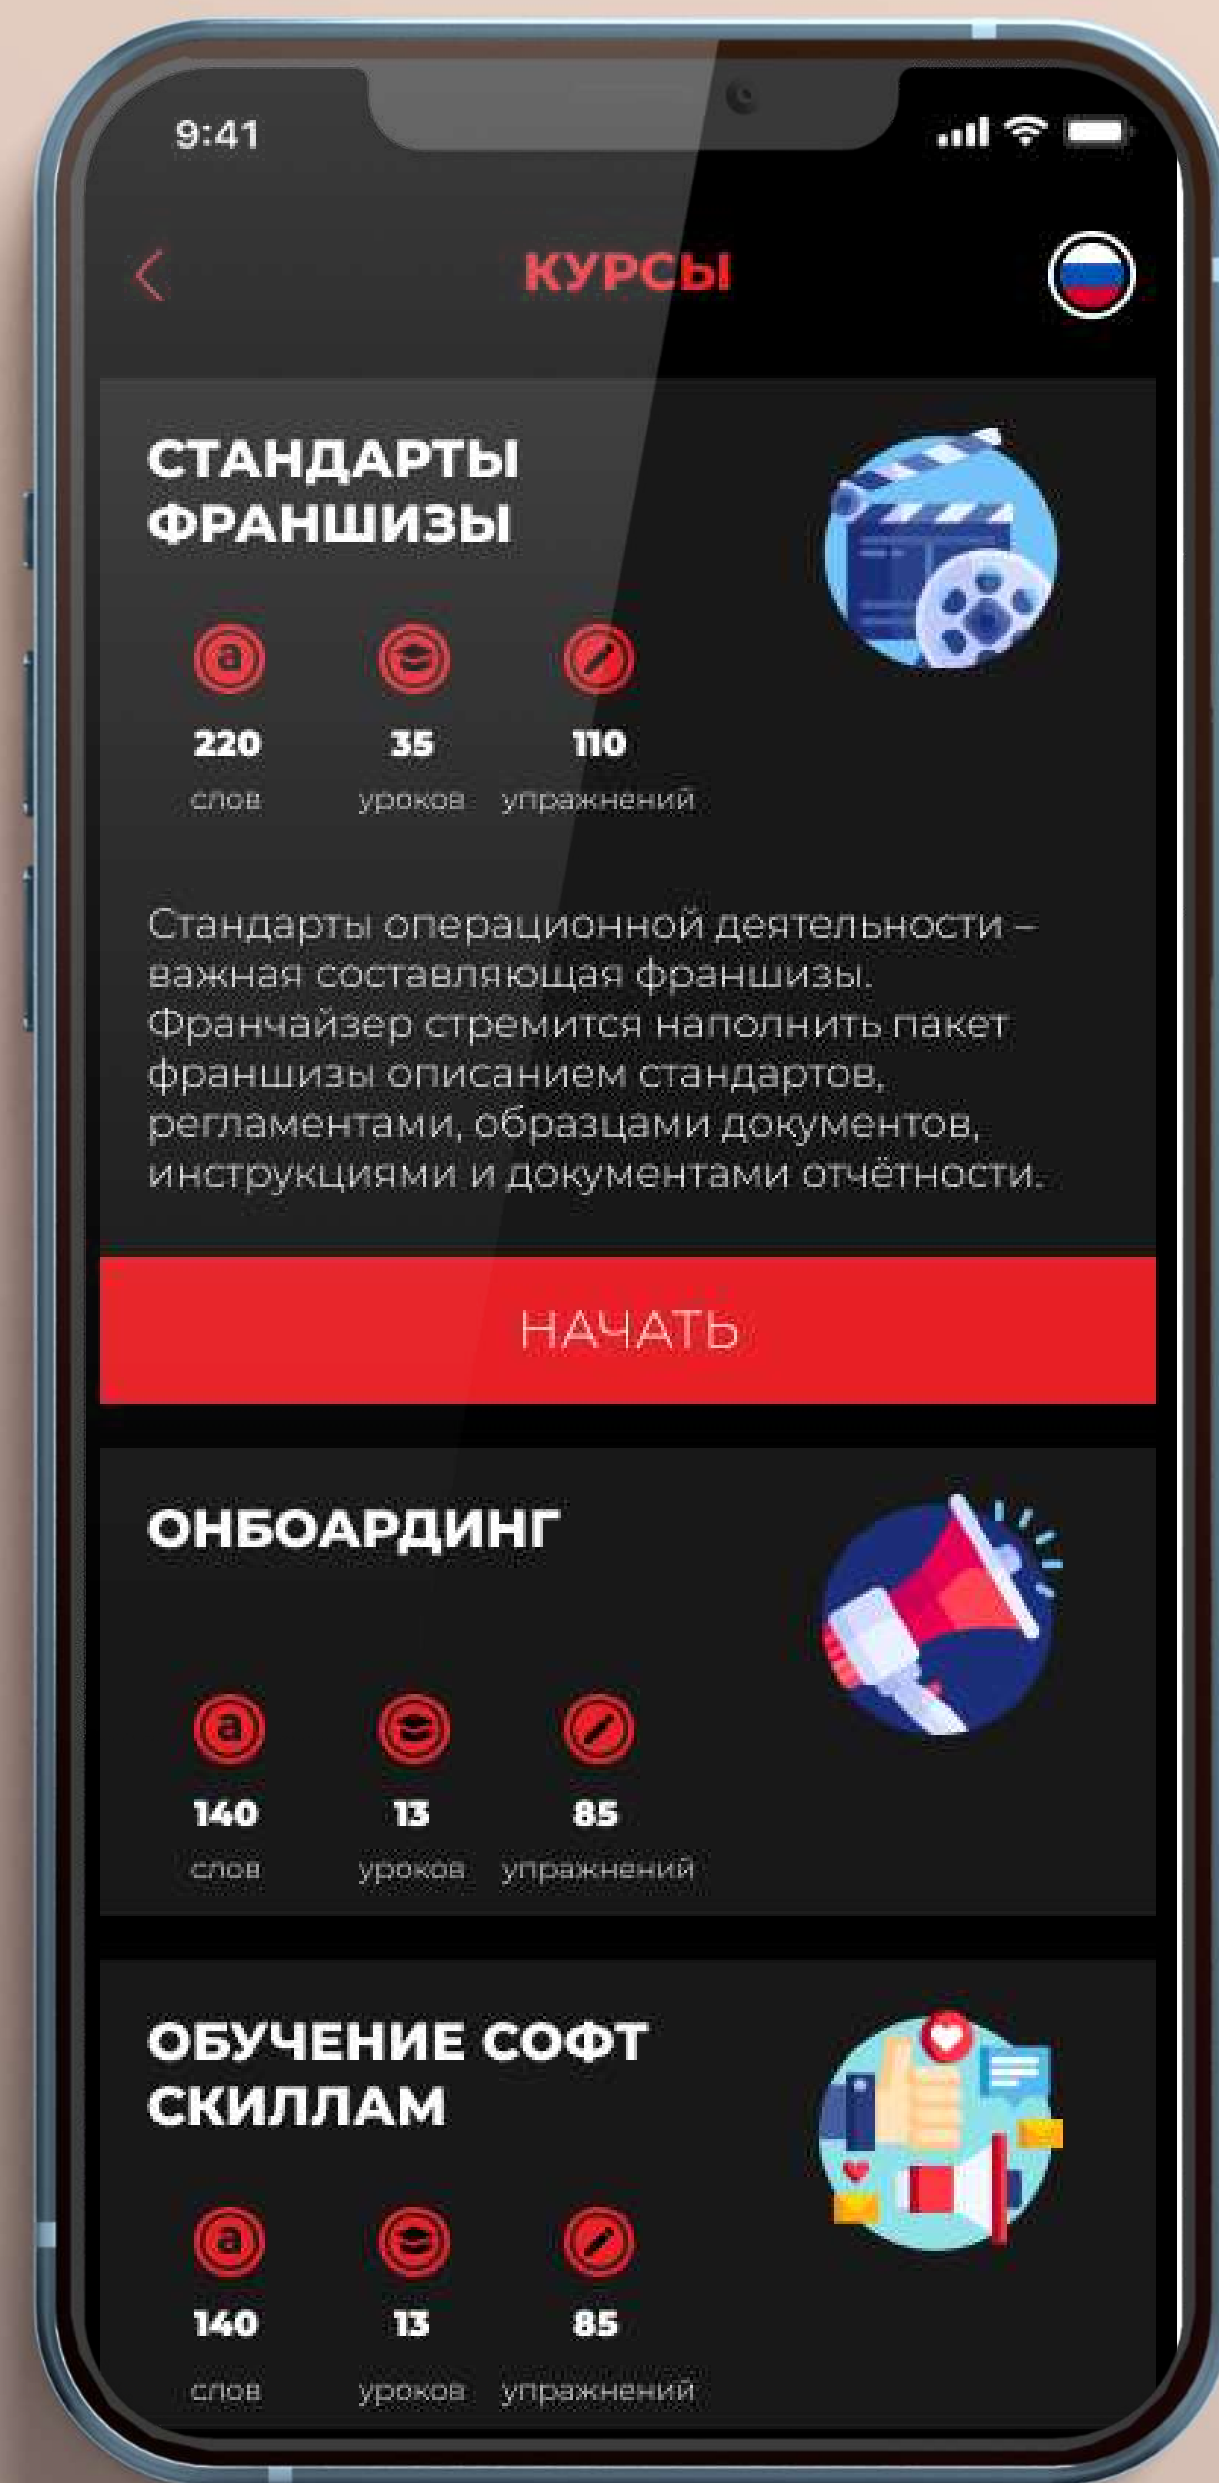 9:41
КУРСЫ
СТАНДАРТЫ
ФРАНШИЗЫ
a
220 35 110
слов уроков упражнений
Стандарты операционной деятельности –
важная составляющая франшизы.
Франчайзер стремится наполнить пакет
франшизы описанием стандартов,
регламентами, образцами документов,
инструкциями и документами отчётности.
НАЧАТЬ
ОНБОАРДИНГ
a
140 13 85
слов уроков упражнений
ОБУЧЕНИЕ СОФТ
СКИЛЛАМ
a
140 13 85
слов уроков упражнений